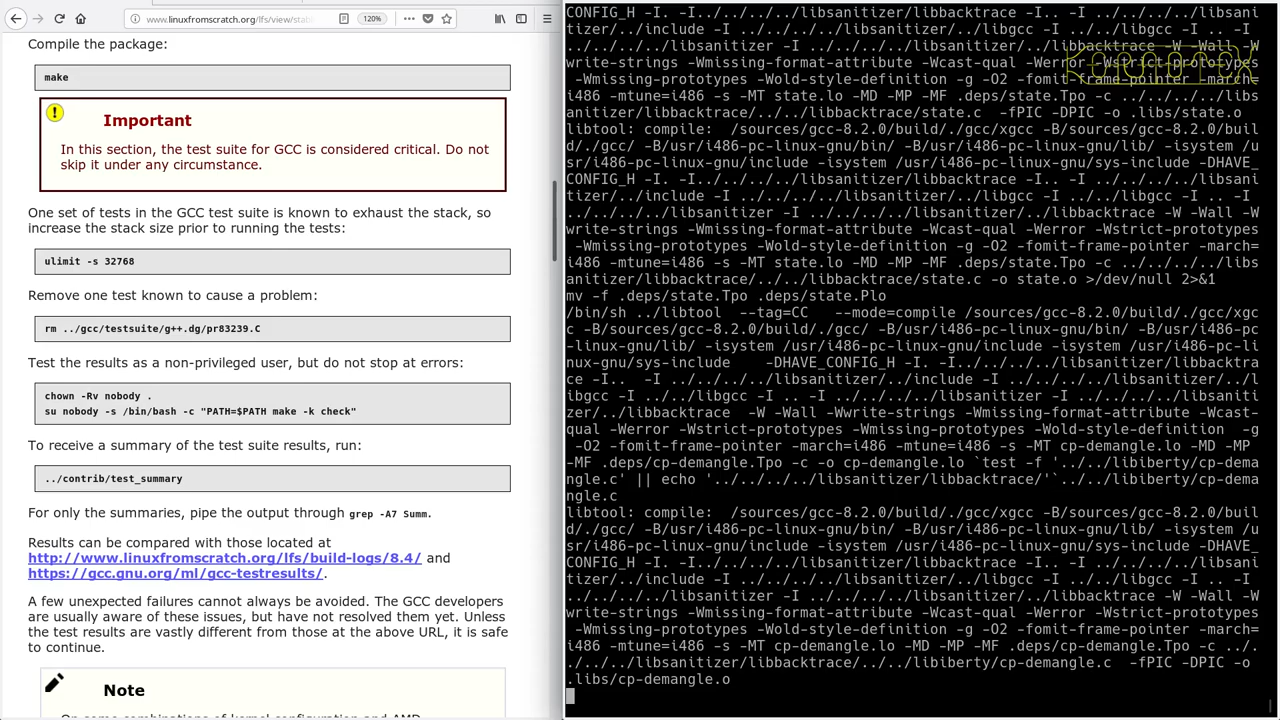 www.linuxfromscratch.org/lfs/view/stab
120%
Compile the package:
make
Important
In this section, the test suite for GCC is considered critical. Do not
skip it under any circumstance.
One set of tests in the GCC test suite is known to exhaust the stack, so
increase the stack size prior to running the tests:
ulimit -s 32768
Remove one test known to cause a problem:
rm ../gcc/testsuite/g++.dg/pr83239.C
Test the results as a non-privileged user, but do not stop at errors:
chown -Rv nobody .
su nobody -s /bin/bash -c "PATH=$PATH make -k check"
To receive a summary of the test suite results, run:
../contrib/test_summary
For only the summaries, pipe the output through grep -A7 Summ.
Results can be compared with those located at
http://www.linuxfromscratch.org/lfs/build-logs/8.4/ and
https://gcc.gnu.org/ml/gcc-testresults/.
A few unexpected failures cannot always be avoided. The GCC developers
are usually aware of these issues, but have not resolved them yet. Unless
the test results are vastly different from those at the above URL, it is safe
to continue.
Note
On some combinations of kernel configuration and AMD
CONFIG_H -I. -I../../../../libsanitizer/libbacktrace -I.. -I ../../../../libsani
tizer/../include -I ../../../../libsanitizer/../libgcc -I ../libgcc -I .. -I 
../../../../libsanitizer -I ../../../../libsanitizer/../libbacktrace -W -Wall -W
write-strings -Wmissing-format-attribute -Wcast-qual -Werror -Wstrict-prototypes
 -Wmissing-prototypes -Wold-style-definition -g -O2 -fomit-frame-pointer -march=
i486 -mtune=i486 -s -MT state.lo -MD -MP -MF .deps/state.Tpo -c ../../../../libs
anitizer/libbacktrace/../../libbacktrace/state.c  -fPIC -DPIC -o .libs/state.o
libtool: compile:  /sources/gcc-8.2.0/build/./gcc/xgcc -B/sources/gcc-8.2.0/buil
d/./gcc/ -B/usr/i486-pc-linux-gnu/bin/ -B/usr/i486-pc-linux-gnu/lib/ -isystem /u
sr/i486-pc-linux-gnu/include -isystem /usr/i486-pc-linux-gnu/sys-include -DHAVE_
CONFIG_H -I. -I../../../../libsanitizer/libbacktrace -I.. -I ../../../../libsani
tizer/../include -I ../../../../libsanitizer/../libgcc -I ../libgcc -I .. -I 
../../../../libsanitizer -I ../../../../libsanitizer/../libbacktrace -W -Wall -W
write-strings -Wmissing-format-attribute -Wcast-qual -Werror -Wstrict-prototypes
 -Wmissing-prototypes -Wold-style-definition -g -O2 -fomit-frame-pointer -march=
i486 -mtune=i486 -s -MT state.lo -MD -MP -MF .deps/state.Tpo -c ../../../../libs
anitizer/libbacktrace/../../libbacktrace/state.c -o state.o >/dev/null 2>&1
mv -f .deps/state.Tpo .deps/state.Plo
/bin/sh ../libtool  --tag=CC   --mode=compile /sources/gcc-8.2.0/build/./gcc/xgc
c -B/sources/gcc-8.2.0/build/./gcc/ -B/usr/i486-pc-linux-gnu/bin/ -B/usr/i486-pc
-linux-gnu/lib/ -isystem /usr/i486-pc-linux-gnu/include -isystem /usr/i486-pc-li
nux-gnu/sys-include    -DHAVE_CONFIG_H -I. -I../../../../libsanitizer/libbacktra
ce -I..  -I ../../../../libsanitizer/../include -I ../../../../libsanitizer/../l
ibgcc -I ../libgcc -I .. -I ../../../../libsanitizer -I ../../../../libsanitizer
/../libbacktrace  -W -Wall -Wwrite-strings -Wmissing-format-attribute -Wcast-
qual -Werror -Wstrict-prototypes -Wmissing-prototypes -Wold-style-definition  -g
 -O2 -fomit-frame-pointer -march=i486 -mtune=i486 -s -MT cp-demangle.lo -MD -MP
-MF .deps/cp-demangle.Tpo -c -o cp-demangle.lo `test -f '../../libiberty/cp-dema
ngle.c' || echo '../../../../libsanitizer/libbacktrace/'`../../libiberty/cp-dema
ngle.c
libtool: compile:  /sources/gcc-8.2.0/build/./gcc/xgcc -B/sources/gcc-8.2.0/buil
d/./gcc/ -B/usr/i486-pc-linux-gnu/bin/ -B/usr/i486-pc-linux-gnu/lib/ -isystem /u
sr/i486-pc-linux-gnu/include -isystem /usr/i486-pc-linux-gnu/sys-include -DHAVE_
CONFIG_H -I. -I../../../../libsanitizer/libbacktrace -I.. -I ../../../../libsani
tizer/../include -I ../../../../libsanitizer/../libgcc -I ../libgcc -I .. -I 
../../../../libsanitizer -I ../../../../libsanitizer/../libbacktrace -W -Wall -W
write-strings -Wmissing-format-attribute -Wcast-qual -Werror -Wstrict-prototypes
 -Wmissing-prototypes -Wold-style-definition -g -O2 -fomit-frame-pointer -march=
i486 -mtune=i486 -s -MT cp-demangle.lo -MD -MP -MF .deps/cp-demangle.Tpo -c ../.
./../../libsanitizer/libbacktrace/../../libiberty/cp-demangle.c  -fPIC -DPIC -o
.libs/cp-demangle.o